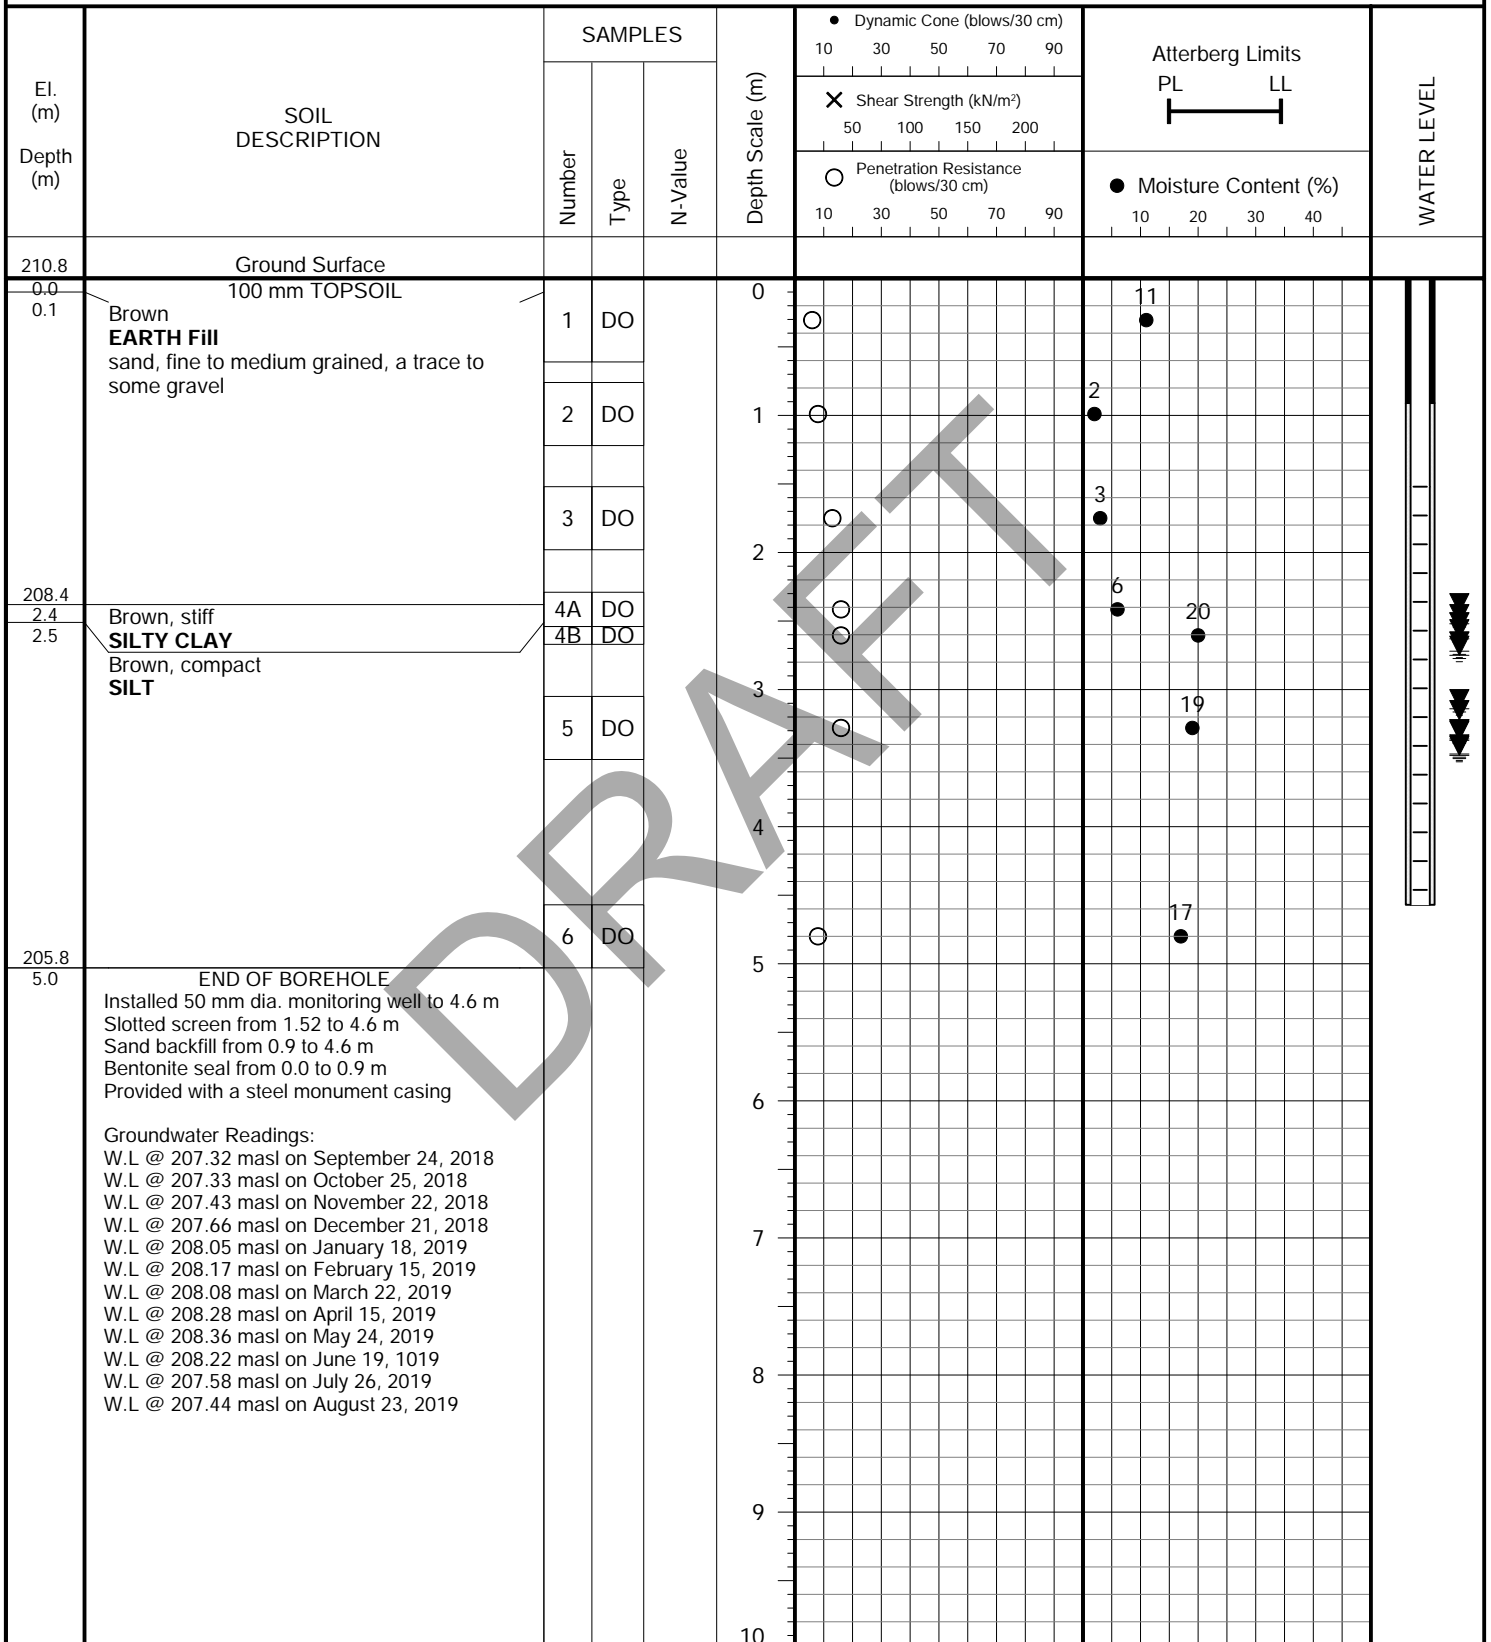 El.
(m)
Depth
(m)
SOIL
DESCRIPTION
SAMPLES
Number
Type
N-Value
Depth Scale (m)
Dynamic Cone (blows/30 cm)
10 30 50 70 90
Shear Strength (kN/m²)
50 100 150 200
Penetration Resistance
(blows/30 cm)
10 30 50 70 90
Atterberg Limits
PL LL
Moisture Content (%)
10 20 30 40
WATER LEVEL
210.8 Ground Surface
0.0 100 mm TOPSOIL
0.1
Brown
EARTH Fill
sand, fine to medium grained, a trace to
some gravel
208.4
2.4
2.5
Brown, stiff
SILTY CLAY
Brown, compact
SILT
205.8
5.0
1 DO
2 DO
3 DO
4A DO
4B DO
5 DO
6 DO
0
1
2
3
4
5
6
7
8
9
10
11
2
3
6
20
19
17
END OF BOREHOLE
Installed 50 mm dia. monitoring well to 4.6 m
Slotted screen from 1.52 to 4.6 m
Sand backfill from 0.9 to 4.6 m
Bentonite seal from 0.0 to 0.9 m
Provided with a steel monument casing
Groundwater Readings:
W.L @ 207.32 masl on September 24, 2018
W.L @ 207.33 masl on October 25, 2018
W.L @ 207.43 masl on November 22, 2018
W.L @ 207.66 masl on December 21, 2018
W.L @ 208.05 masl on January 18, 2019
W.L @ 208.17 masl on February 15, 2019
W.L @ 208.08 masl on March 22, 2019
W.L @ 208.28 masl on April 15, 2019
W.L @ 208.36 masl on May 24, 2019
W.L @ 208.22 masl on June 19, 1019
W.L @ 207.58 masl on July 26, 2019
W.L @ 207.44 masl on August 23, 2019
DRAFT